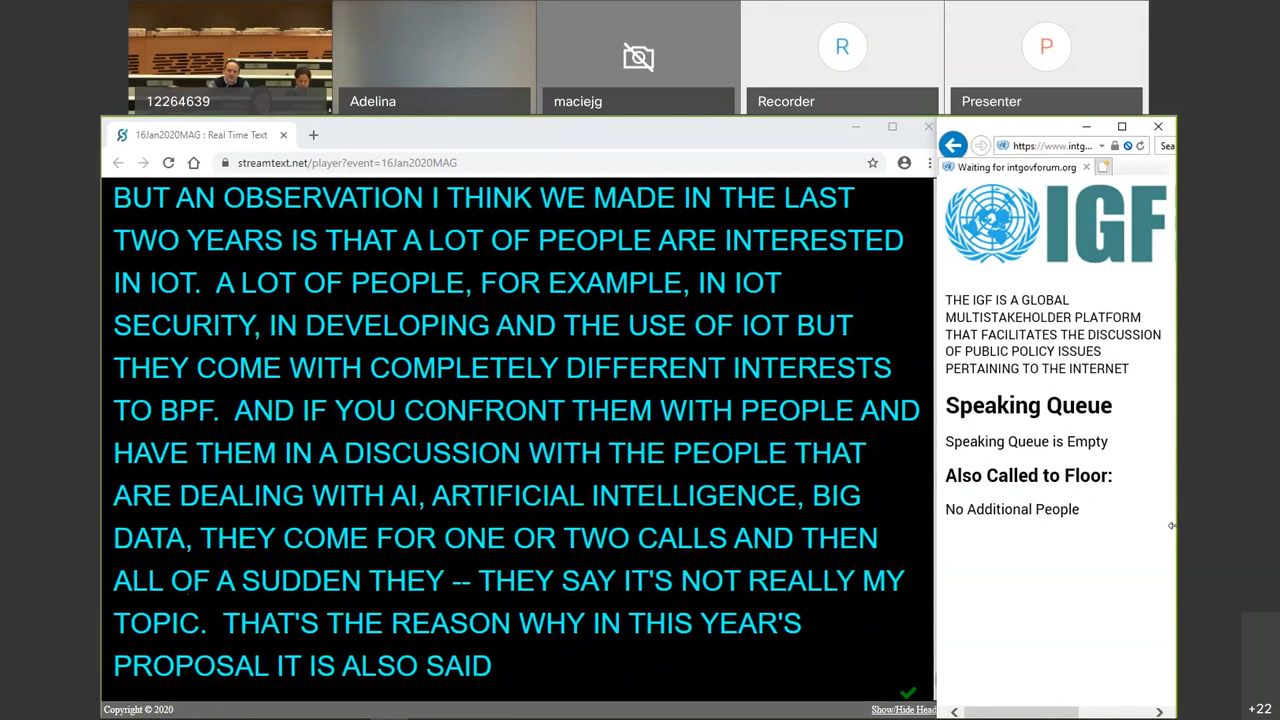 12264639
Adelina
maciejg
R
Recorder
P
Presenter
16Jan2020MAG : Real Time Text
streamtext.net/player?event=16Jan2020MAG
BUT AN OBSERVATION I THINK WE MADE IN THE LAST
TWO YEARS IS THAT A LOT OF PEOPLE ARE INTERESTED
IN IOT. A LOT OF PEOPLE, FOR EXAMPLE, IN IOT
SECURITY, IN DEVELOPING AND THE USE OF IOT BUT
THEY COME WITH COMPLETELY DIFFERENT INTERESTS
TO BPF. AND IF YOU CONFRONT THEM WITH PEOPLE AND
HAVE THEM IN A DISCUSSION WITH THE PEOPLE THAT
ARE DEALING WITH AI, ARTIFICIAL INTELLIGENCE, BIG
DATA, THEY COME FOR ONE OR TWO CALLS AND THEN
ALL OF A SUDDEN THEY -- THEY SAY IT'S NOT REALLY MY
TOPIC. THAT'S THE REASON WHY IN THIS YEAR'S
PROPOSAL IT IS ALSO SAID
Copyright © 2020
Show/Hide Head
https://www.intg...
Sea
Waiting for intgovforum.org
IGF
THE IGF IS A GLOBAL
MULTISTAKEHOLDER PLATFORM
THAT FACILITATES THE DISCUSSION
OF PUBLIC POLICY ISSUES
PERTAINING TO THE INTERNET
Speaking Queue
Speaking Queue is Empty
Also Called to Floor:
No Additional People
+22